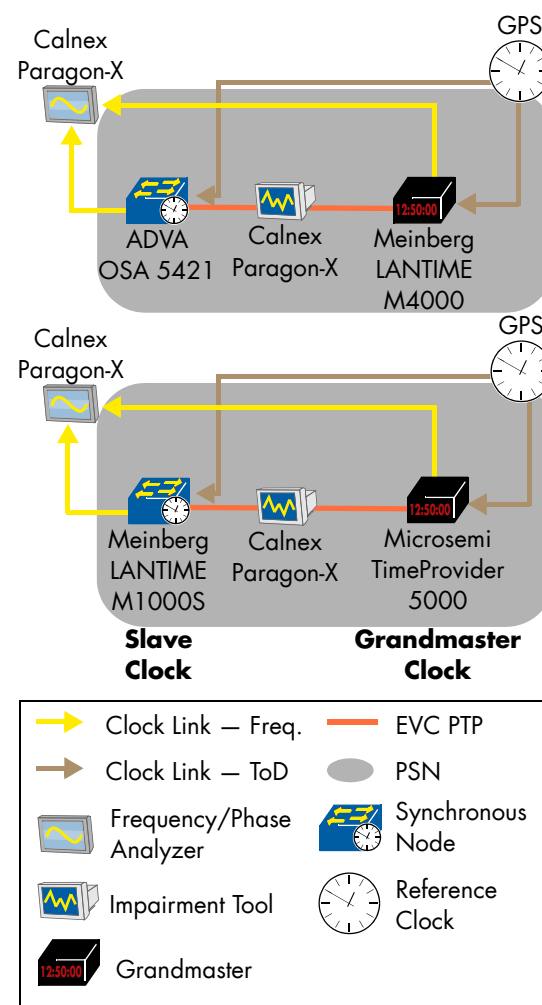 GPS
Calnex
Paragon-X
12:50:00
ADVA
OSA 5421
Calnex
Paragon-X
Meinberg
LANTIME
M4000
GPS
Calnex
Paragon-X
12:50:00
Meinberg
LANTIME
M1000S
Calnex
Paragon-X
Microsemi
TimeProvider
5000
Slave
Clock
Grandmaster
Clock
Clock Link — Freq.
EVC PTP
Clock Link — ToD
PSN
Frequency/Phase
Analyzer
Synchronous
Node
Impairment Tool
Reference
Clock
12:50:00
Grandmaster